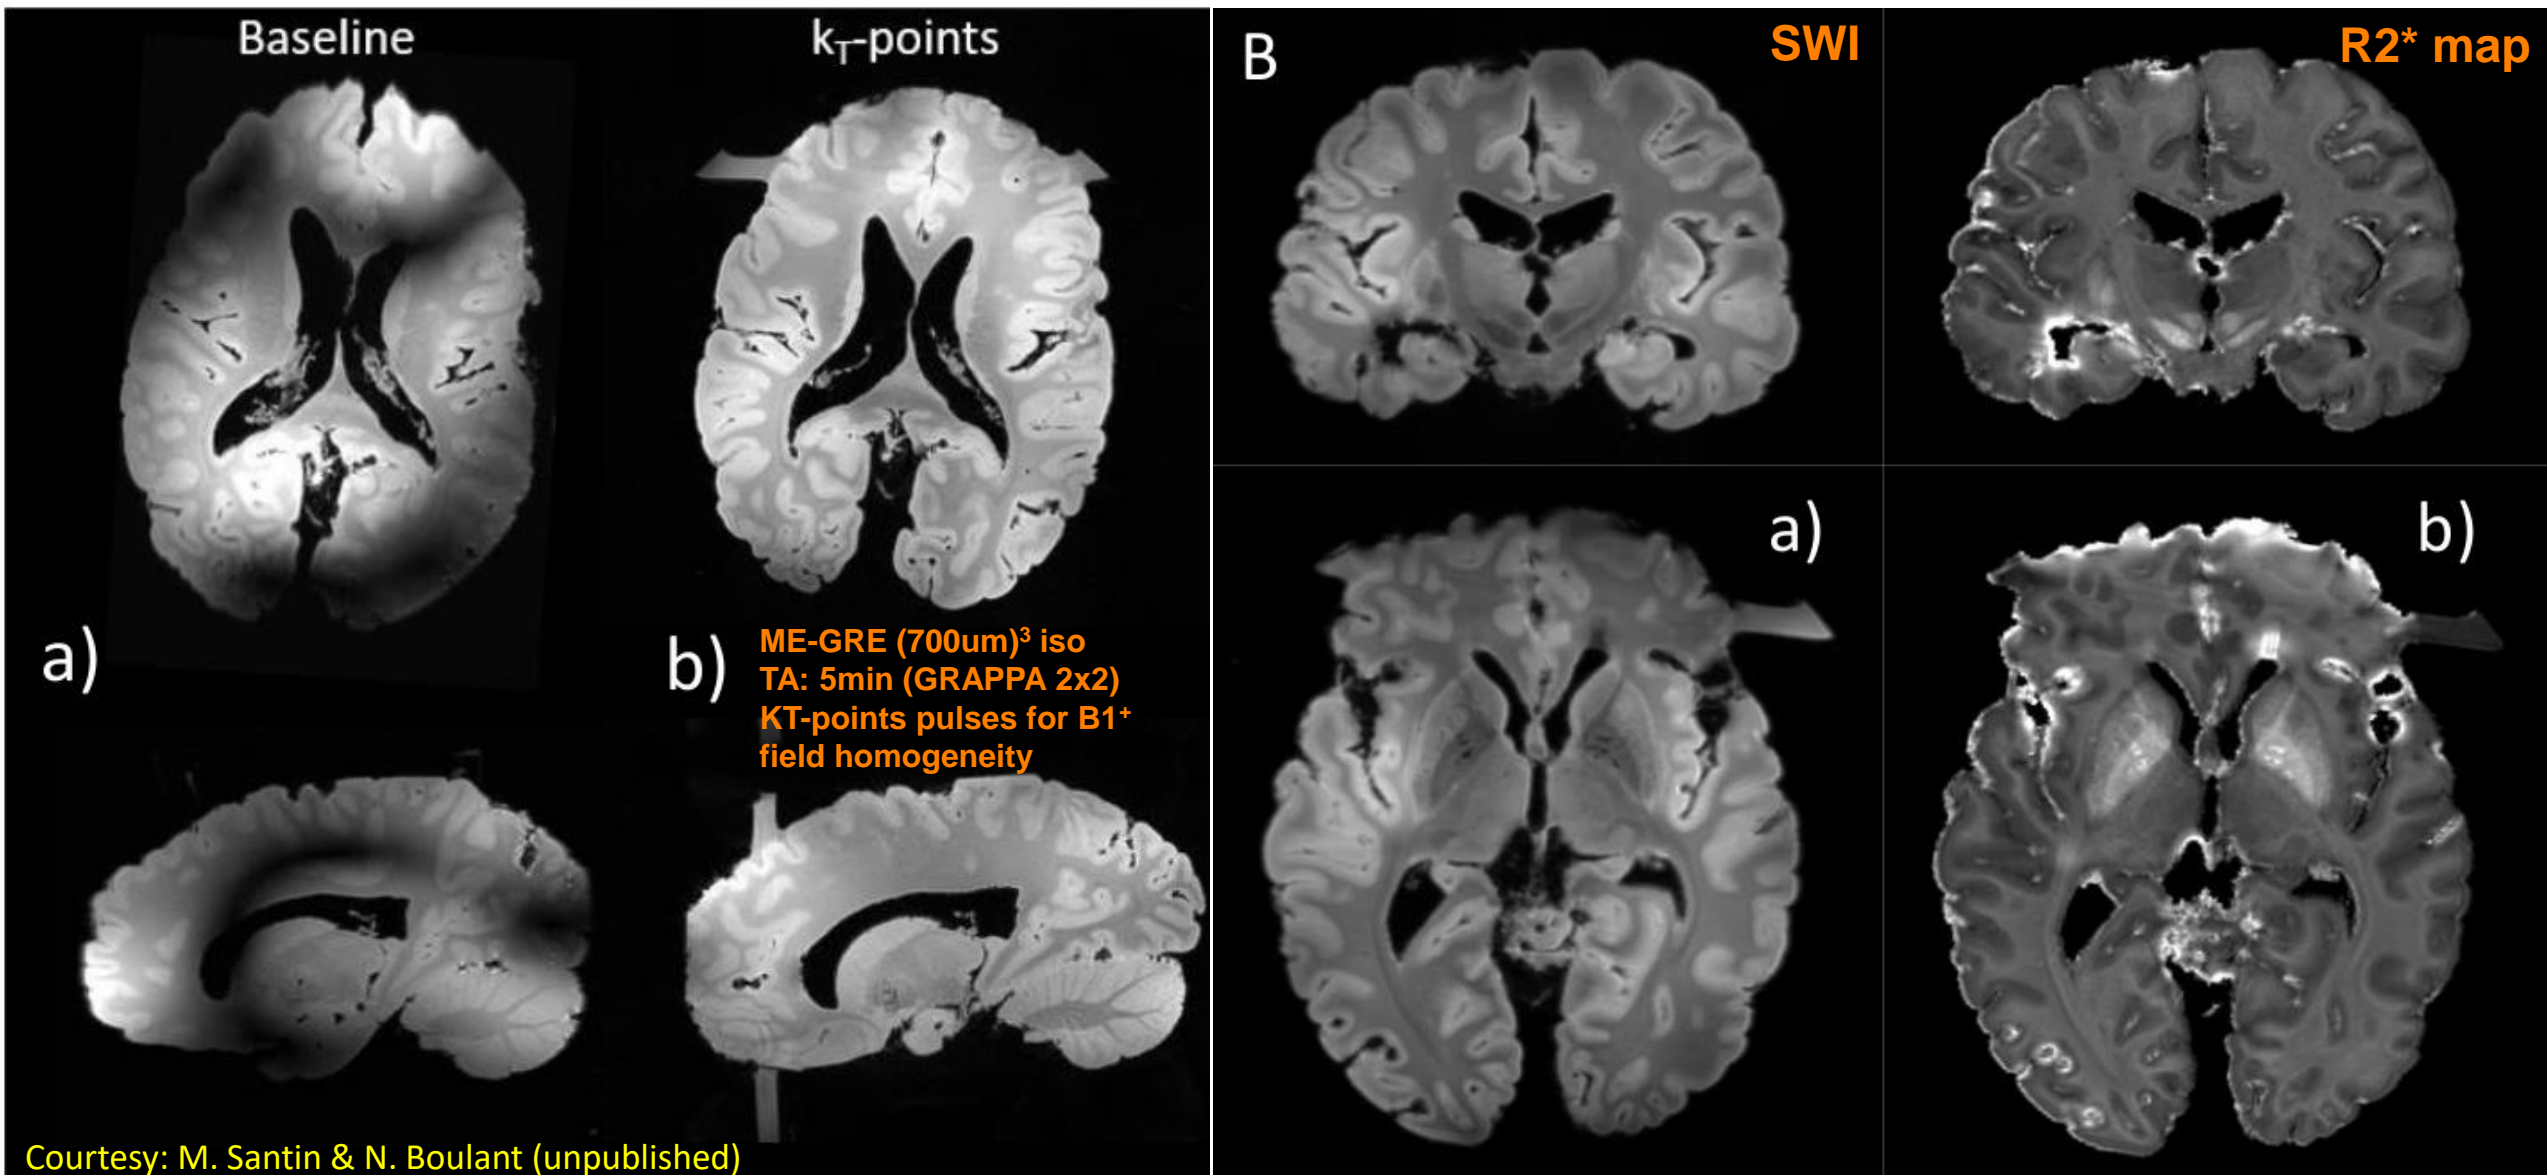 Baseline
k_T-points
a)
b)
ME-GRE (700um)³ iso
TA: 5min (GRAPPA 2x2)
KT-points pulses for B1⁺
field homogeneity
Courtesy: M. Santin & N. Boulant (unpublished)
B
SWI
R2* map
a)
b)